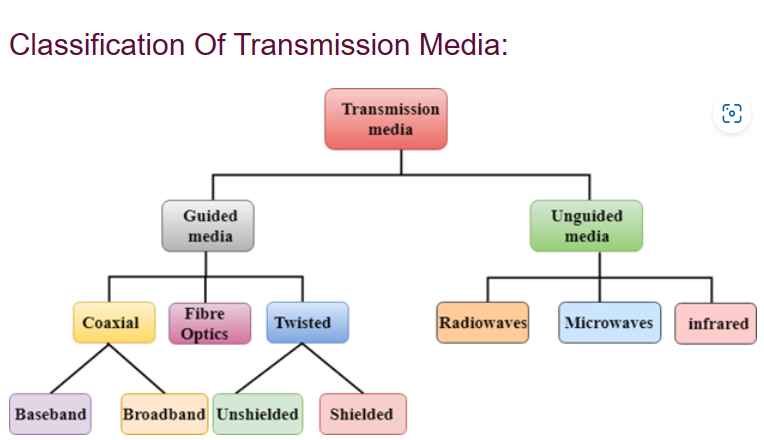 Classification Of Transmission Media:
Transmission
media
Guided
media
Unguided
media
Coaxial
Fibre
Optics
Twisted
Radiowaves
Microwaves
infrared
Baseband
Broadband
Unshielded
Shielded